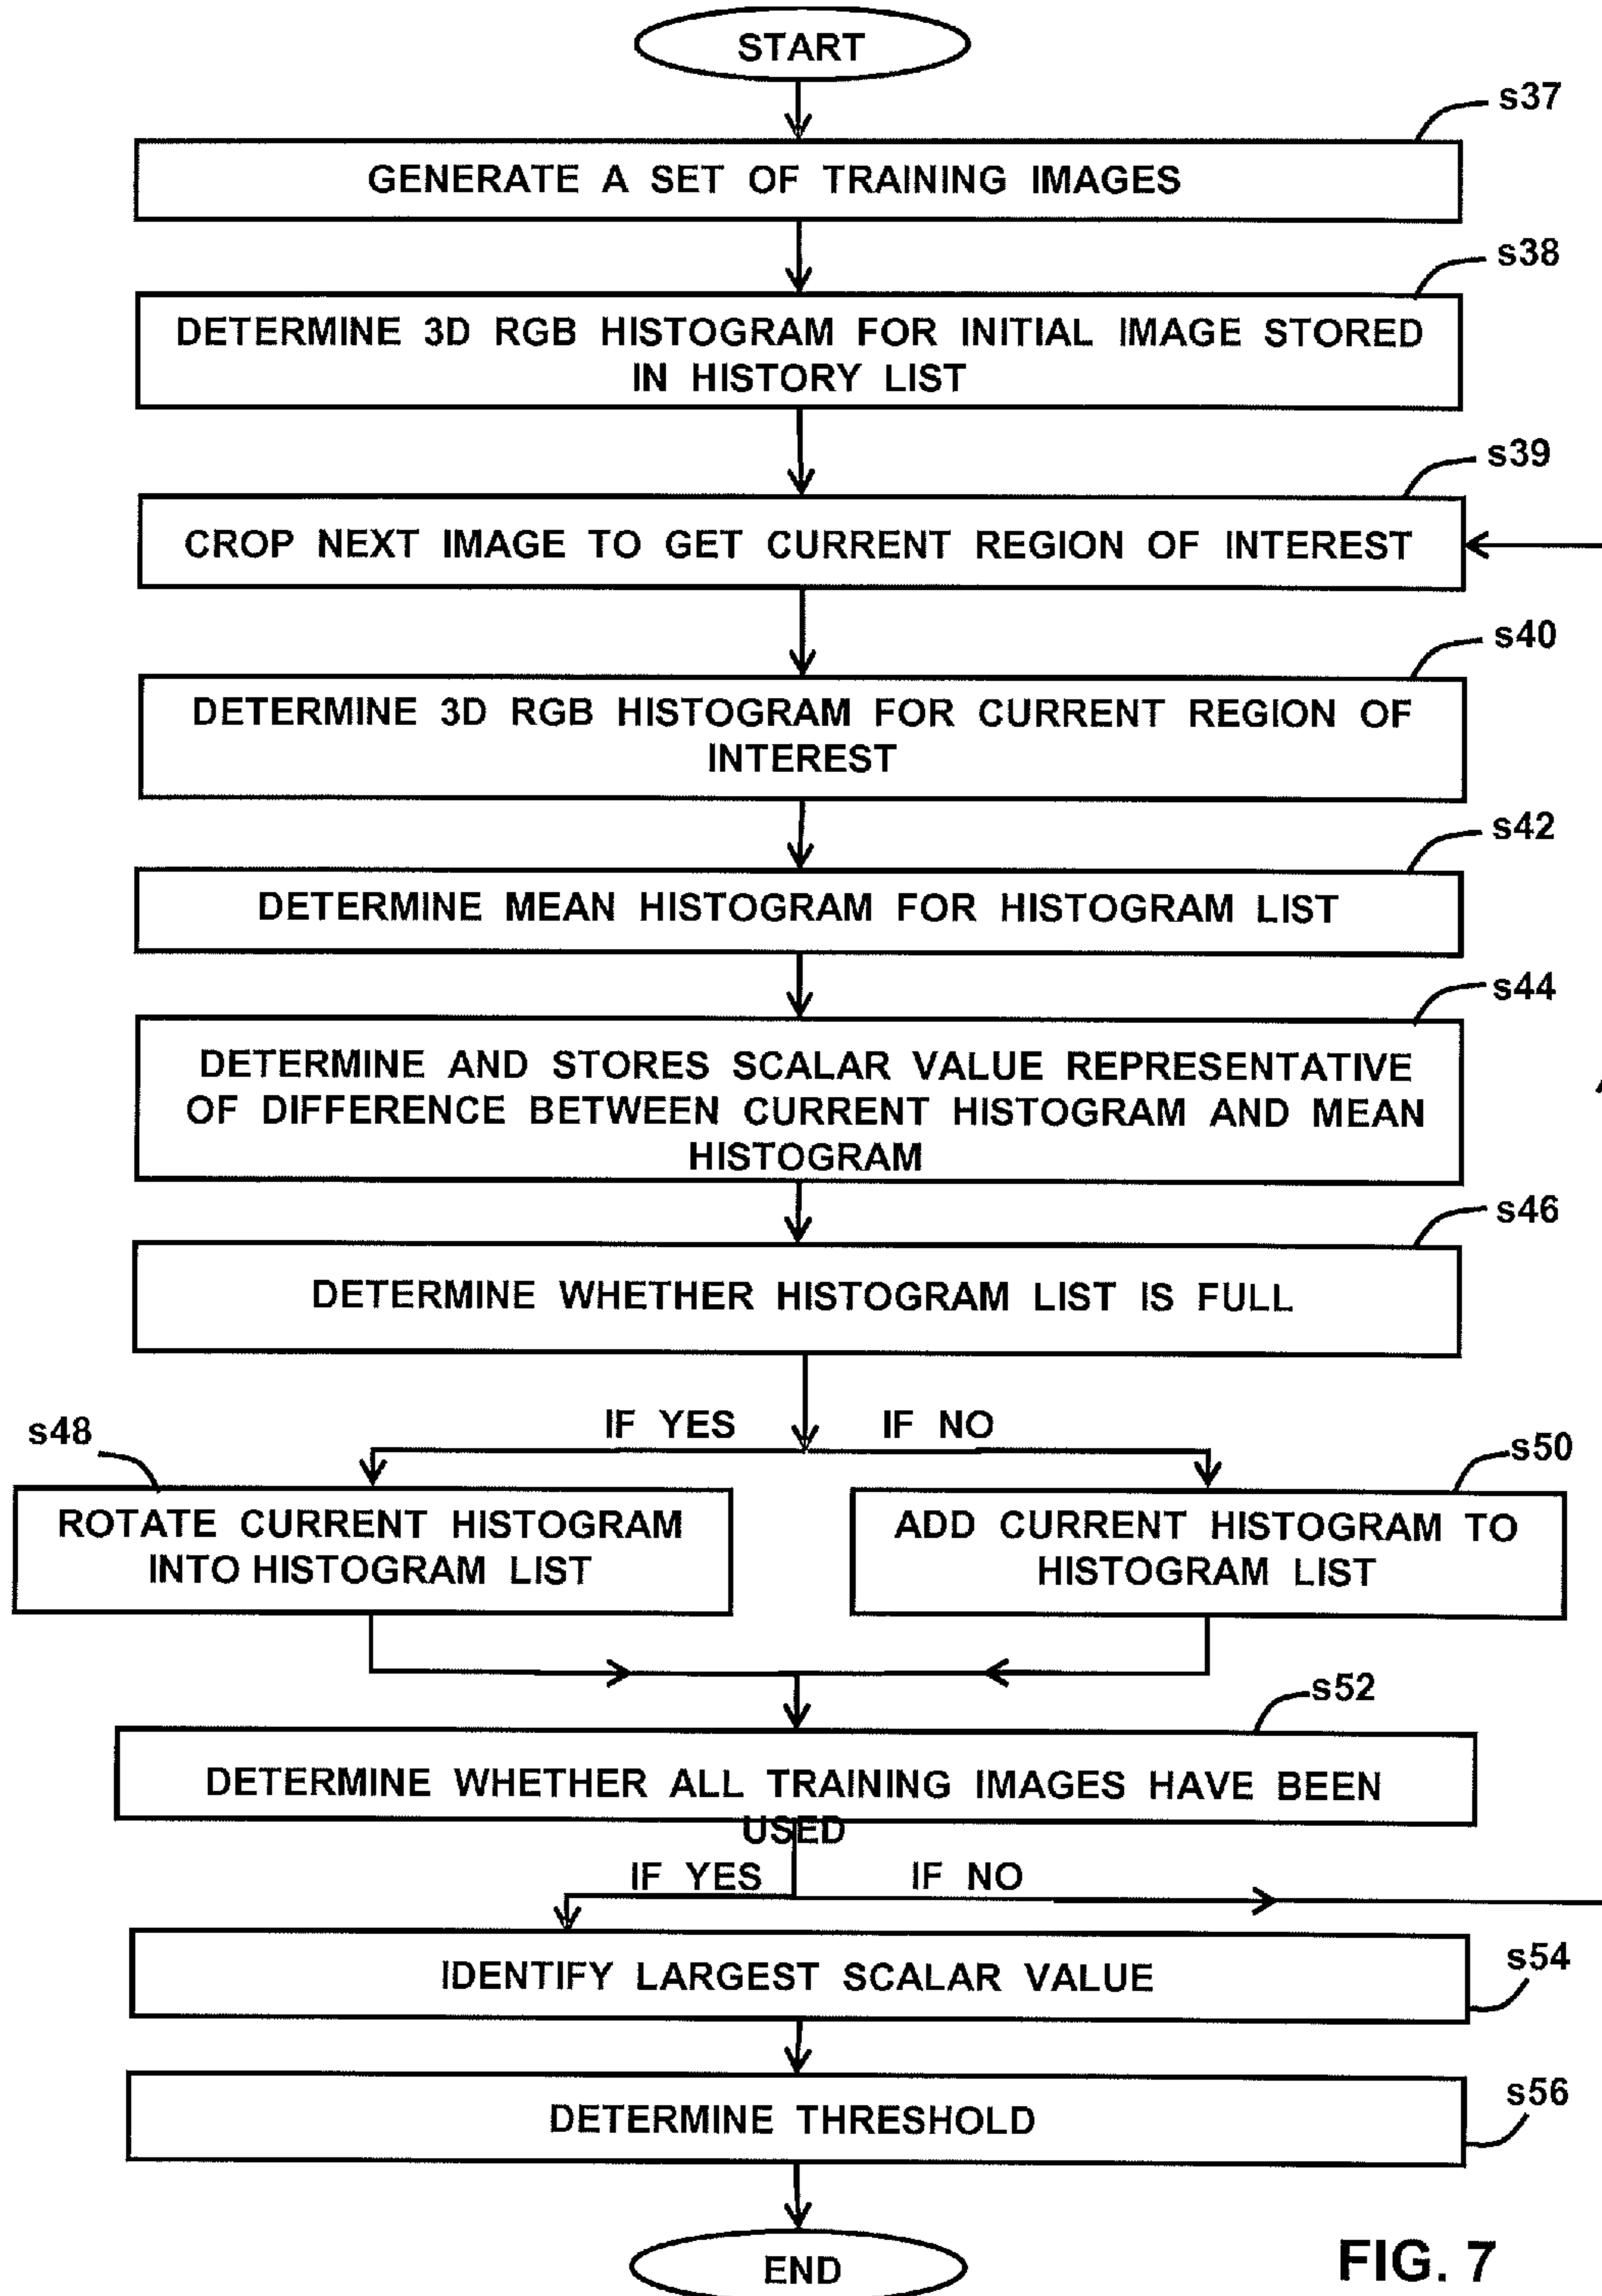 START
s37
GENERATE A SET OF TRAINING IMAGES
s38
DETERMINE 3D RGB HISTOGRAM FOR INITIAL IMAGE STORED
IN HISTORY LIST
s39
CROP NEXT IMAGE TO GET CURRENT REGION OF INTEREST
s40
DETERMINE 3D RGB HISTOGRAM FOR CURRENT REGION OF
INTEREST
s42
DETERMINE MEAN HISTOGRAM FOR HISTOGRAM LIST
s44
DETERMINE AND STORES SCALAR VALUE REPRESENTATIVE
OF DIFFERENCE BETWEEN CURRENT HISTOGRAM AND MEAN
HISTOGRAM
s46
DETERMINE WHETHER HISTOGRAM LIST IS FULL
IF YES IF NO
s48
ROTATE CURRENT HISTOGRAM
INTO HISTOGRAM LIST
s50
ADD CURRENT HISTOGRAM TO
HISTOGRAM LIST
s52
DETERMINE WHETHER ALL TRAINING IMAGES HAVE BEEN
USED
IF YES IF NO
IDENTIFY LARGEST SCALAR VALUE
s54
DETERMINE THRESHOLD
s56
END
FIG. 7